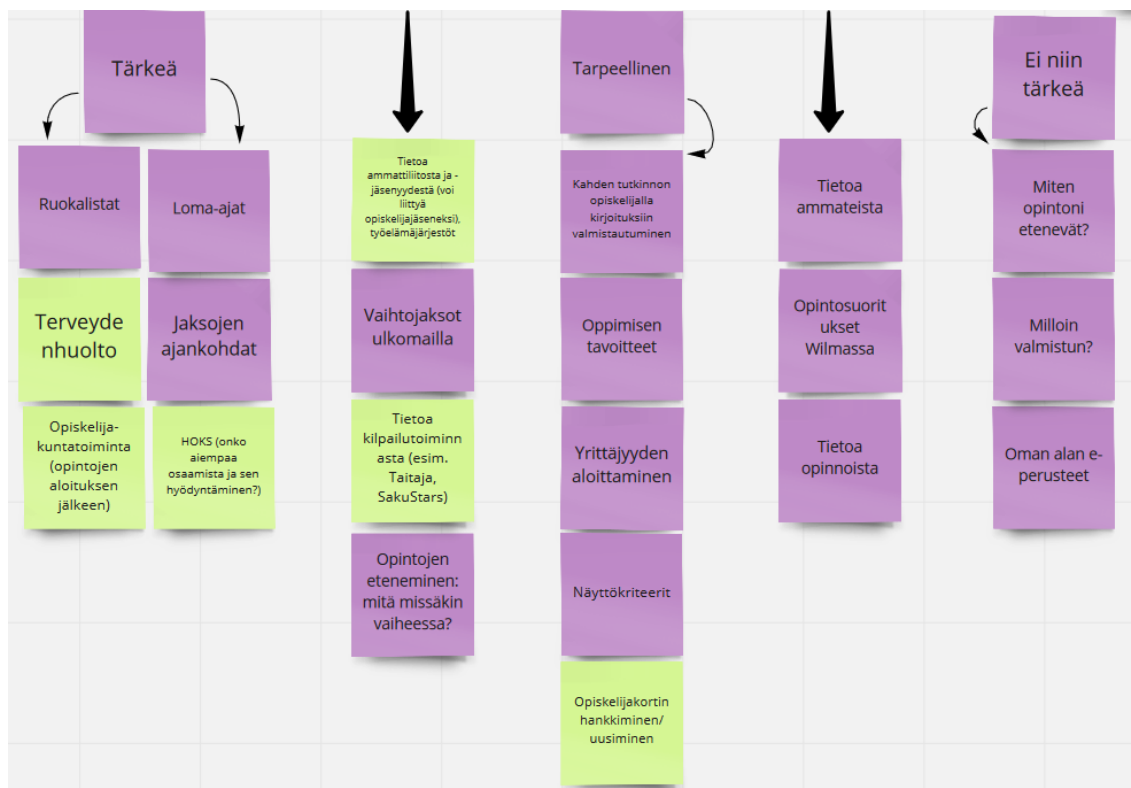 Tärkeä
Ruokalistat
Terveyde
nhuolto
Opiskelija-
kuntatoiminta
(opintojen
aloituksen
jälkeen)
Loma-ajat
Jaksojen
ajankohdat
HOKS (onko
aiempaa
osaamista ja sen
hyödyntäminen?)
Tietoa
ammattiliitosta ja -
jäsenyydestä (voi
liittyä
opiskelijajäseneksi),
työelämäjärjestöt
Vaihtojaksot
ulkomailla
Tietoa
kilpailutoiminn
asta (esim.
Taitaja,
SakuStars)
Opintojen
eteneminen:
mitä missäkin
vaiheessa?
Tarpeellinen
Kahden tutkinnon
opiskelijalla
kirjoituksiin
valmistautuminen
Oppimisen
tavoitteet
Yrittäjyyden
aloittaminen
Näyttökriteerit
Opiskelijakortin
hankkiminen/
uusiminen
Tietoa
ammateista
Opintosuorit
ukset
Wilmassa
Tietoa
opinnoista
Ei niin
tärkeä
Miten
opintoni
etenevät?
Milloin
valmistun?
Oman alan e-
perusteet